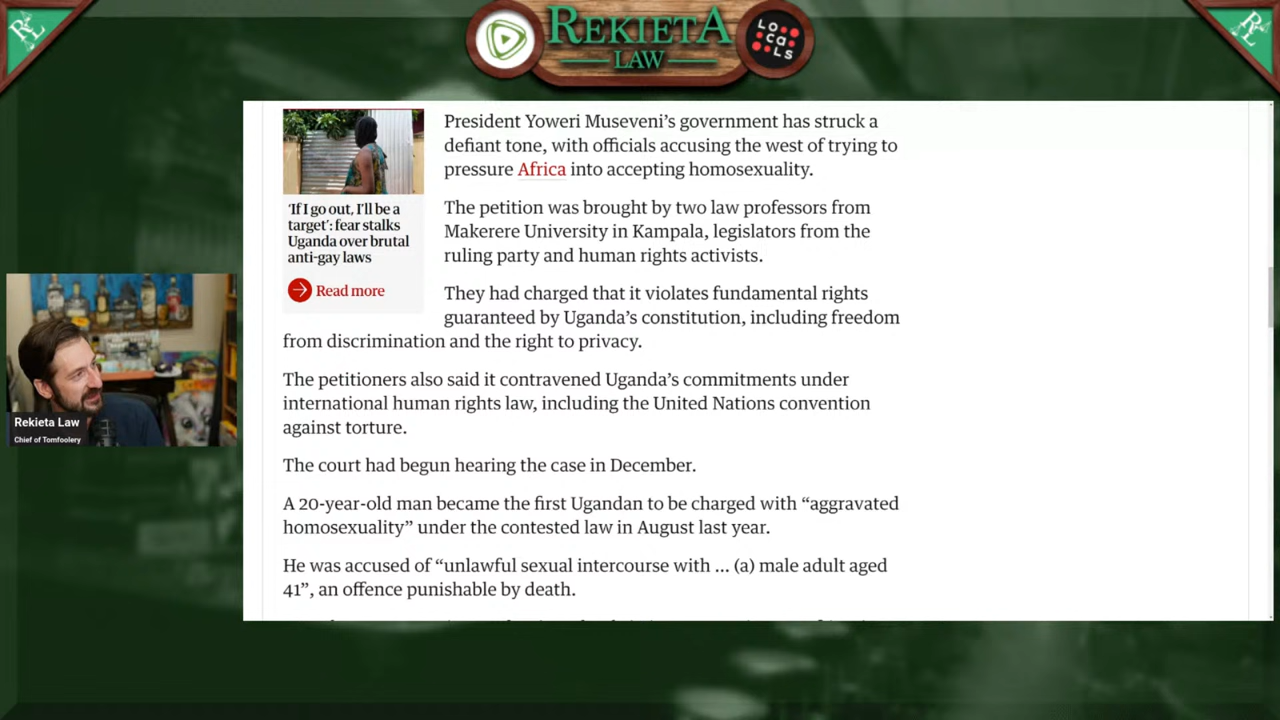 REKIETA
LAW
LOCALS
RL
RL
President Yoweri Museveni’s government has struck a
defiant tone, with officials accusing the west of trying to
pressure Africa into accepting homosexuality.
‘If I go out, I’ll be a
target’: fear stalks
Uganda over brutal
anti-gay laws
Read more
The petition was brought by two law professors from
Makerere University in Kampala, legislators from the
ruling party and human rights activists.
They had charged that it violates fundamental rights
guaranteed by Uganda’s constitution, including freedom
from discrimination and the right to privacy.
The petitioners also said it contravened Uganda’s commitments under
international human rights law, including the United Nations convention
against torture.
The court had begun hearing the case in December.
A 20-year-old man became the first Ugandan to be charged with “aggravated
homosexuality” under the contested law in August last year.
He was accused of “unlawful sexual intercourse with ... (a) male adult aged
41”, an offence punishable by death.
Rekieta Law
Chief of Tomfoolery